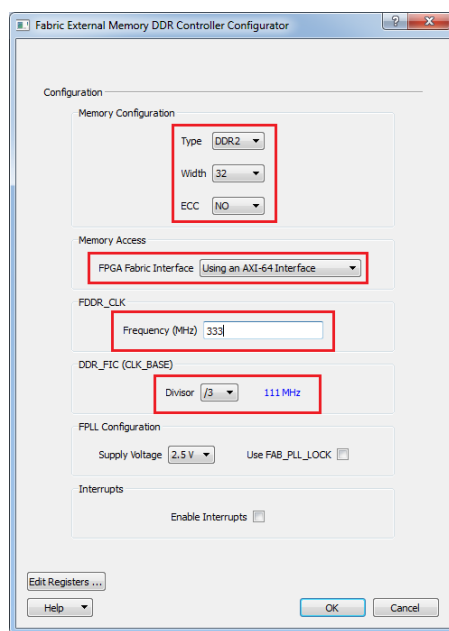 Fabric External Memory DDR Controller Configurator
Configuration
Memory Configuration
Type DDR2
Width 32
ECC NO
Memory Access
FPGA Fabric Interface Using an AXI-64 Interface
FDDR_CLK
Frequency (MHz) 333
DDR_FIC (CLK_BASE)
Divisor /3 111 MHz
FPLL Configuration
Supply Voltage 2.5 V Use FAB_PLL_LOCK
Interrupts
Enable Interrupts
Edit Registers ...
Help OK Cancel